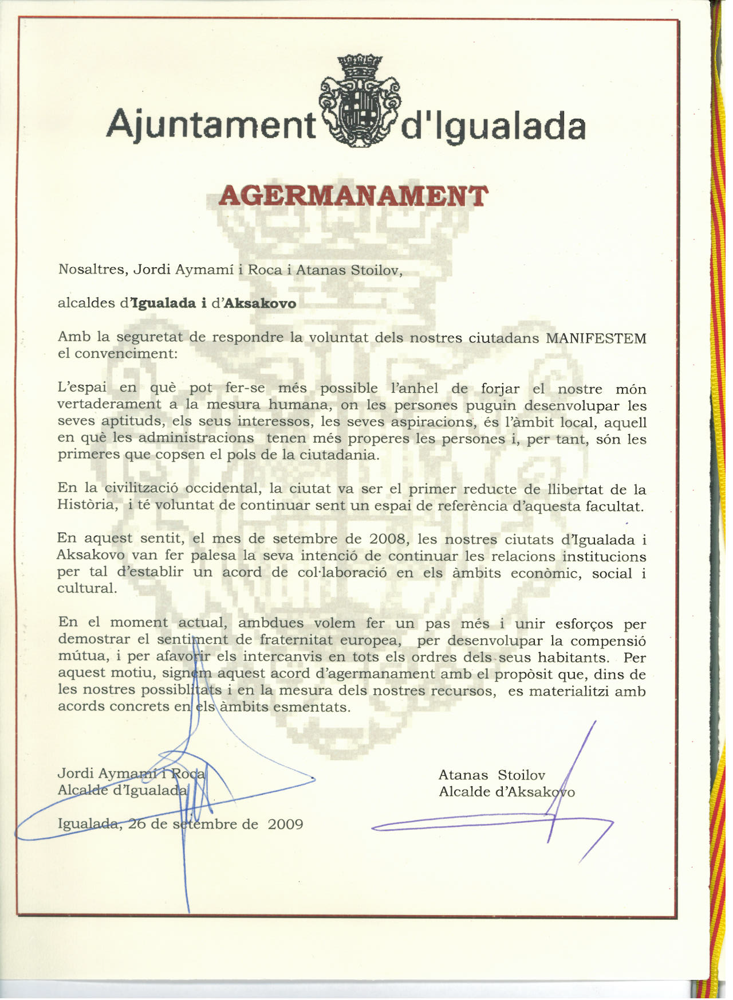 Ajuntament d'Igualada
AGERMANAMENT
Nosaltres, Jordi Aymamí i Roca i Atanas Stoilov,
alcaldes d'Igualada i d'Aksakovo
Amb la seguretat de respondre la voluntat dels nostres ciutadans MANIFESTEM
el convenciment:
L'espai en què pot fer-se més possible l'anhel de forjar el nostre món
vertaderament a la mesura humana, on les persones puguin desenvolupar les
seves aptituds, els seus interessos, les seves aspiracions, és l'àmbit local, aquell
en què les administracions tenen més properes les persones i, per tant, són les
primeres que copsen el pols de la ciutadania.
En la civilització occidental, la ciutat va ser el primer reducte de llibertat de la
Història, i té voluntat de continuar sent un espai de referència d'aquesta facultat.
En aquest sentit, el mes de setembre de 2008, les nostres ciutats d'Igualada i
Aksakovo van fer palesa la seva intenció de continuar les relacions institucions
per tal d'establir un acord de col·laboració en els àmbits econòmic, social i
cultural.
En el moment actual, ambdues volem fer un pas més i unir esforços per
demostrar el sentiment de fraternitat europea, per desenvolupar la compensió
mútua, i per afavorir els intercanvis en tots els ordres dels seus habitants. Per
aquest motiu, signem aquest acord d'agermanament amb el propòsit que, dins de
les nostres possiblitats i en la mesura dels nostres recursos, es materialitzi amb
acords concrets en els àmbits esmentats.
Jordi Aymamí i Roca
Alcalde d'Igualada
Atanas Stoilov
Alcalde d'Aksakovo
Igualada, 26 de setembre de 2009